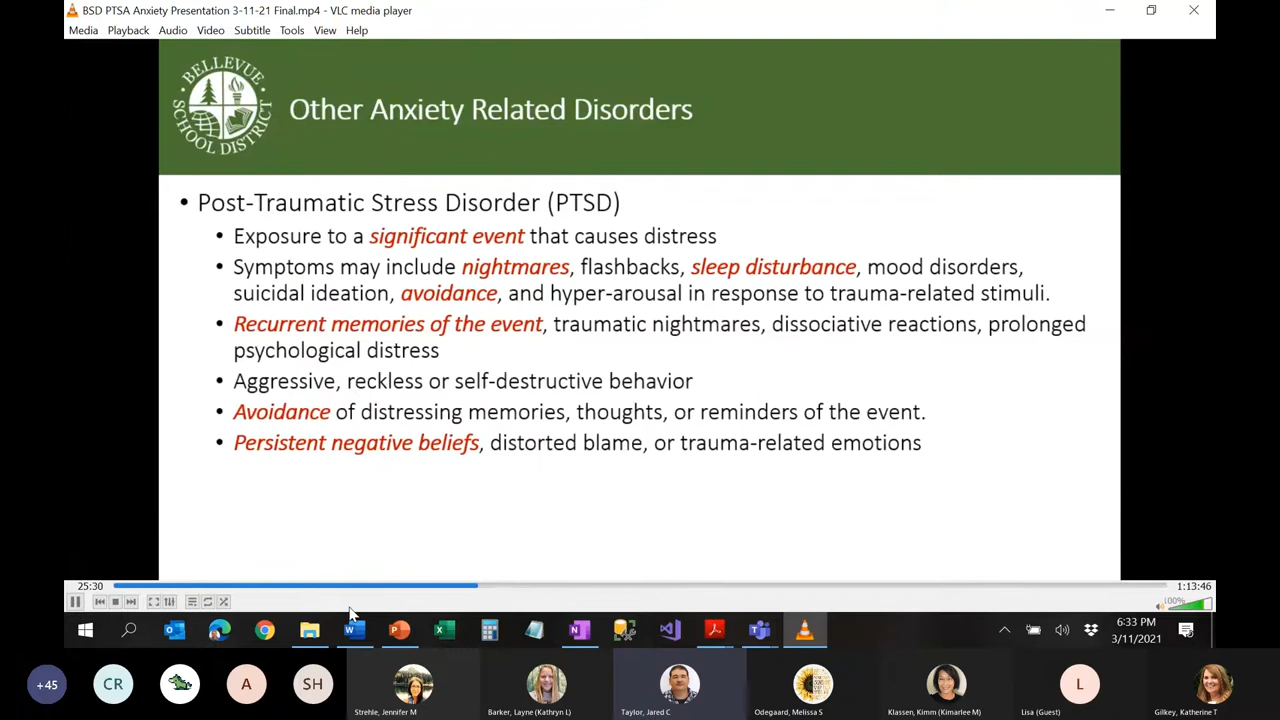 BSD PTSA Anxiety Presentation 3-11-21 Final.mp4 - VLC media player
Media Playback Audio Video Subtitle Tools View Help
BELLEVUE
SCHOOL DISTRICT
Other Anxiety Related Disorders
• Post-Traumatic Stress Disorder (PTSD)
• Exposure to a significant event that causes distress
• Symptoms may include nightmares, flashbacks, sleep disturbance, mood disorders,
suicidal ideation, avoidance, and hyper-arousal in response to trauma-related stimuli.
• Recurrent memories of the event, traumatic nightmares, dissociative reactions, prolonged
psychological distress
• Aggressive, reckless or self-destructive behavior
• Avoidance of distressing memories, thoughts, or reminders of the event.
• Persistent negative beliefs, distorted blame, or trauma-related emotions
25:30 1:13:46
100%
6:33 PM
3/11/2021
+45 CR A SH L
Strehle, Jennifer M Barker, Layne (Kathryn L) Taylor, Jared C Odegaard, Melissa S Klassen, Kimm (Kimarlee M) Lisa (Guest) Gilkey, Katherine T